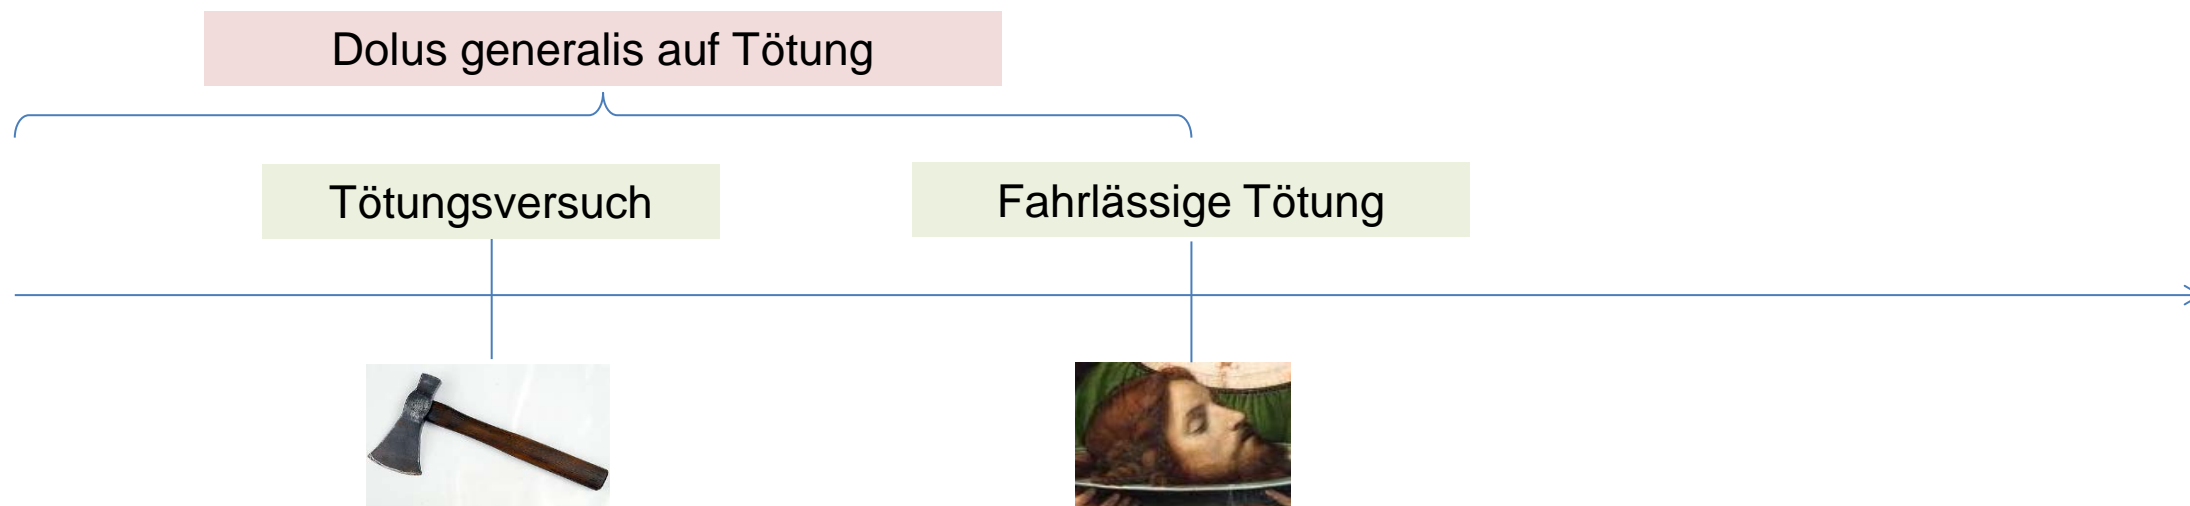 Dolus generalis auf Tötung
Tötungsversuch
Fahrlässige Tötung